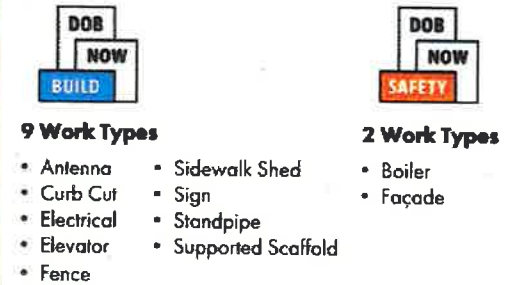 DOB
NOW
BUILD
9 Work Types
• Antenna
• Curb Cut
• Electrical
• Elevator
• Fence
• Sidewalk Shed
• Sign
• Standpipe
• Supported Scaffold
DOB
NOW
SAFETY
2 Work Types
• Boiler
• Façade